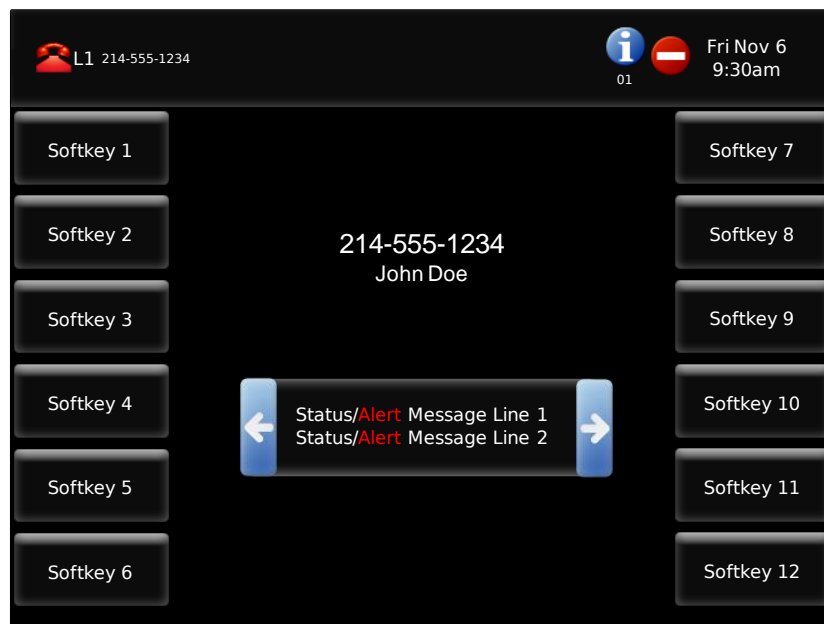 L1 214-555-1234
01
Fri Nov 6
9:30am
Softkey 1
Softkey 2
Softkey 3
Softkey 4
Softkey 5
Softkey 6
214-555-1234
John Doe
Status/Alert Message Line 1
Status/Alert Message Line 2
Softkey 7
Softkey 8
Softkey 9
Softkey 10
Softkey 11
Softkey 12